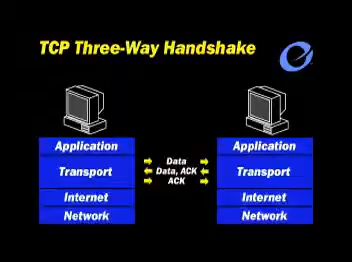 TCP Three-Way Handshake
Application
Transport
Internet
Network
Data
Data, ACK
ACK
Application
Transport
Internet
Network